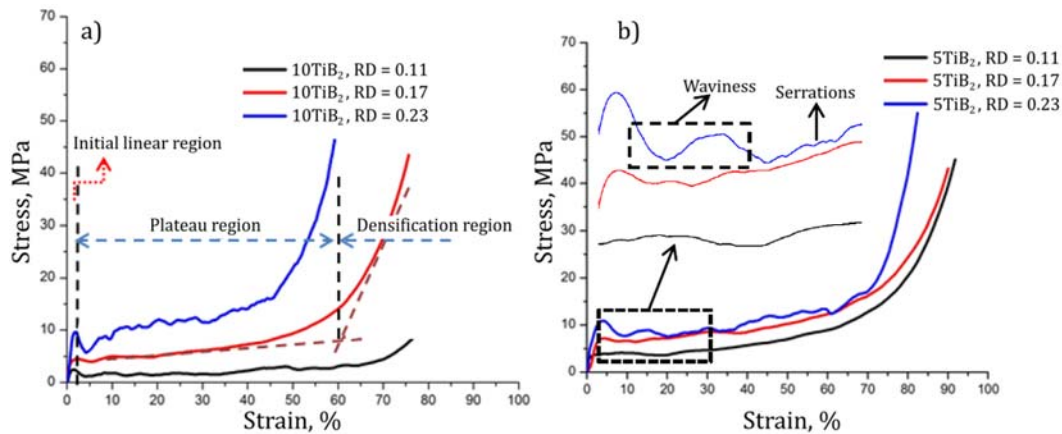 a)
10TiB₂, RD = 0.11
10TiB₂, RD = 0.17
10TiB₂, RD = 0.23
Initial linear region
Plateau region
Densification region
Stress, MPa
70
60
50
40
30
20
10
0
0 10 20 30 40 50 60 70 80 90 100
Strain, %
b)
5TiB₂, RD = 0.11
5TiB₂, RD = 0.17
5TiB₂, RD = 0.23
Waviness
Serrations
Stress, MPa
70
60
50
40
30
20
10
0
0 10 20 30 40 50 60 70 80 90 100
Strain, %